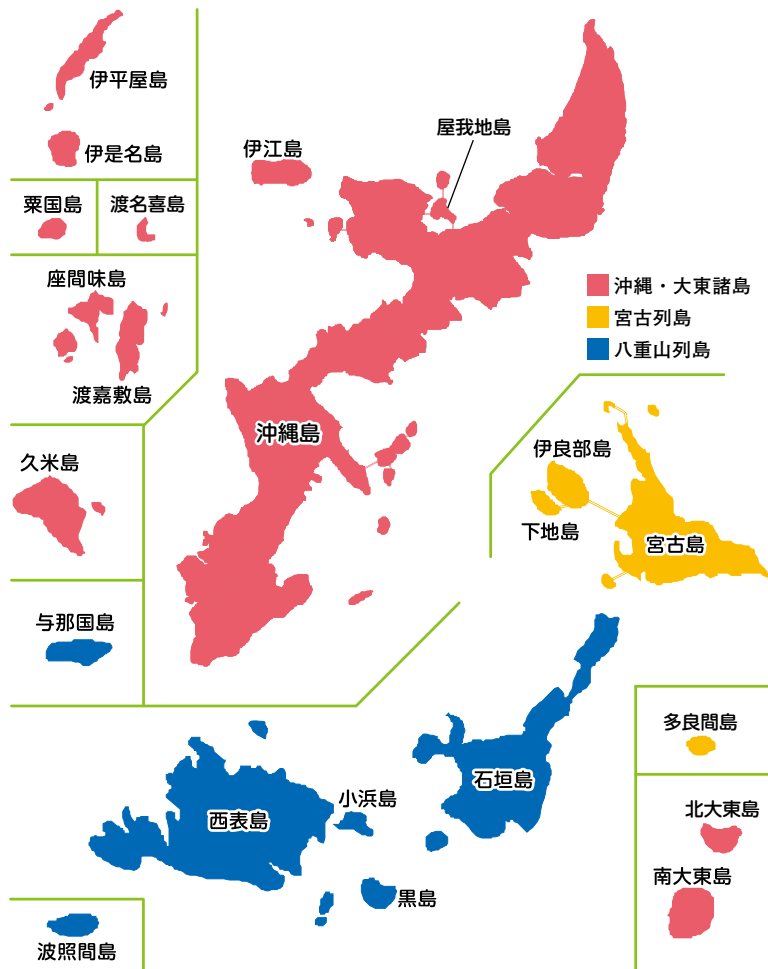 伊平屋島
伊是名島
粟国島
渡名喜島
座間味島
渡嘉敷島
久米島
与那国島
伊江島
屋我地島
沖縄島
沖縄・大東諸島
宮古列島
八重山列島
伊良部島
下地島
宮古島
多良間島
北大東島
南大東島
石垣島
西表島
小浜島
黒島
波照間島